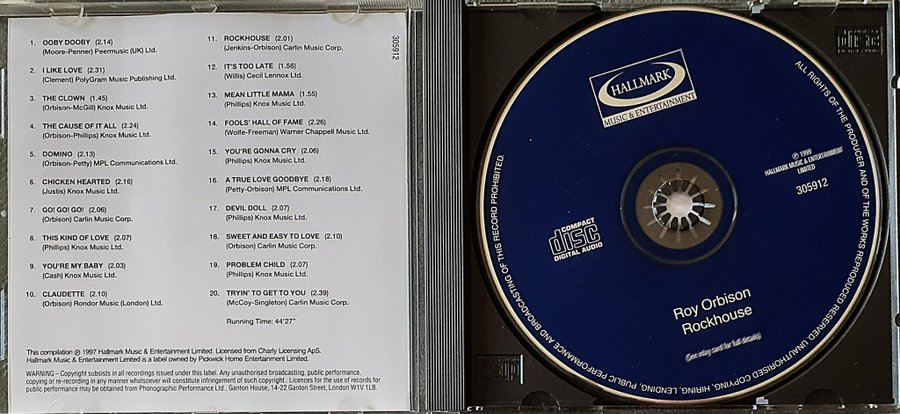 1. OOBY DOOBY (2.14)
(Moore-Penner) Peermusic (UK) Ltd.
2. I LIKE LOVE (2.31)
(Clement) PolyGram Music Publishing Ltd.
3. THE CLOWN (1.45)
(Orbison-McGill) Knox Music Ltd.
4. THE CAUSE OF IT ALL (2.24)
(Orbison-Phillips) Knox Music Ltd.
5. DOMINO (2.13)
(Orbison-Petty) MPL Communications Ltd.
6. CHICKEN HEARTED (2.16)
(Justis) Knox Music Ltd.
7. GO! GO! GO! (2.06)
(Orbison) Carlin Music Corp.
8. THIS KIND OF LOVE (2.07)
(Phillips) Knox Music Ltd.
9. YOU'RE MY BABY (2.03)
(Cash) Knox Music Ltd.
10. CLAUDETTE (2.10)
(Orbison) Rondor Music (London) Ltd.
11. ROCKHOUSE (2.01)
(Jenkins-Orbison) Carlin Music Corp.
12. IT'S TOO LATE (1.56)
(Willis) Cecil Lennox Ltd.
13. MEAN LITTLE MAMA (1.55)
(Phillips) Knox Music Ltd.
14. FOOLS' HALL OF FAME (2.26)
(Wolfe-Freeman) Warner Chappell Music Ltd.
15. YOU'RE GONNA CRY (2.06)
(Phillips) Knox Music Ltd.
16. A TRUE LOVE GOODBYE (2.18)
(Petty-Orbison) MPL Communications Ltd.
17. DEVIL DOLL (2.07)
(Phillips) Knox Music Ltd.
18. SWEET AND EASY TO LOVE (2.10)
(Orbison) Carlin Music Corp.
19. PROBLEM CHILD (2.07)
(Phillips) Knox Music Ltd.
20. TRYIN' TO GET TO YOU (2.39)
(McCoy-Singleton) Carlin Music Corp.
Running Time: 44'27"
305912
This compilation ℗ 1997 Hallmark Music & Entertainment Limited. Licensed from Charly Licensing ApS.
Hallmark Music & Entertainment Limited is a label owned by Pickwick Home Entertainment Limited.
WARNING – Copyright subsists in all recordings issued under this label. Any unauthorised broadcasting, public performance,
copying or re-recording in any manner whatsoever will constitute infringement of such copyright. Licences for the use of records for
public performance may be obtained from Phonographic Performance Ltd., Ganton House, 14-22 Ganton Street, London W1V 1LB.
HALLMARK
MUSIC & ENTERTAINMENT
ALL RIGHTS OF THE PRODUCER AND OF THE WORKS REPRODUCED RESERVED UNAUTHORISED COPYING, HIRING, LENDING, PUBLIC PERFORMANCE AND BROADCASTING OF THIS RECORD PROHIBITED.
℗ 1999
HALLMARK MUSIC & ENTERTAINMENT
LIMITED
305912
COMPACT
disc
DIGITAL AUDIO
Roy Orbison
Rockhouse
(See inlay card for full details)
disc
disc